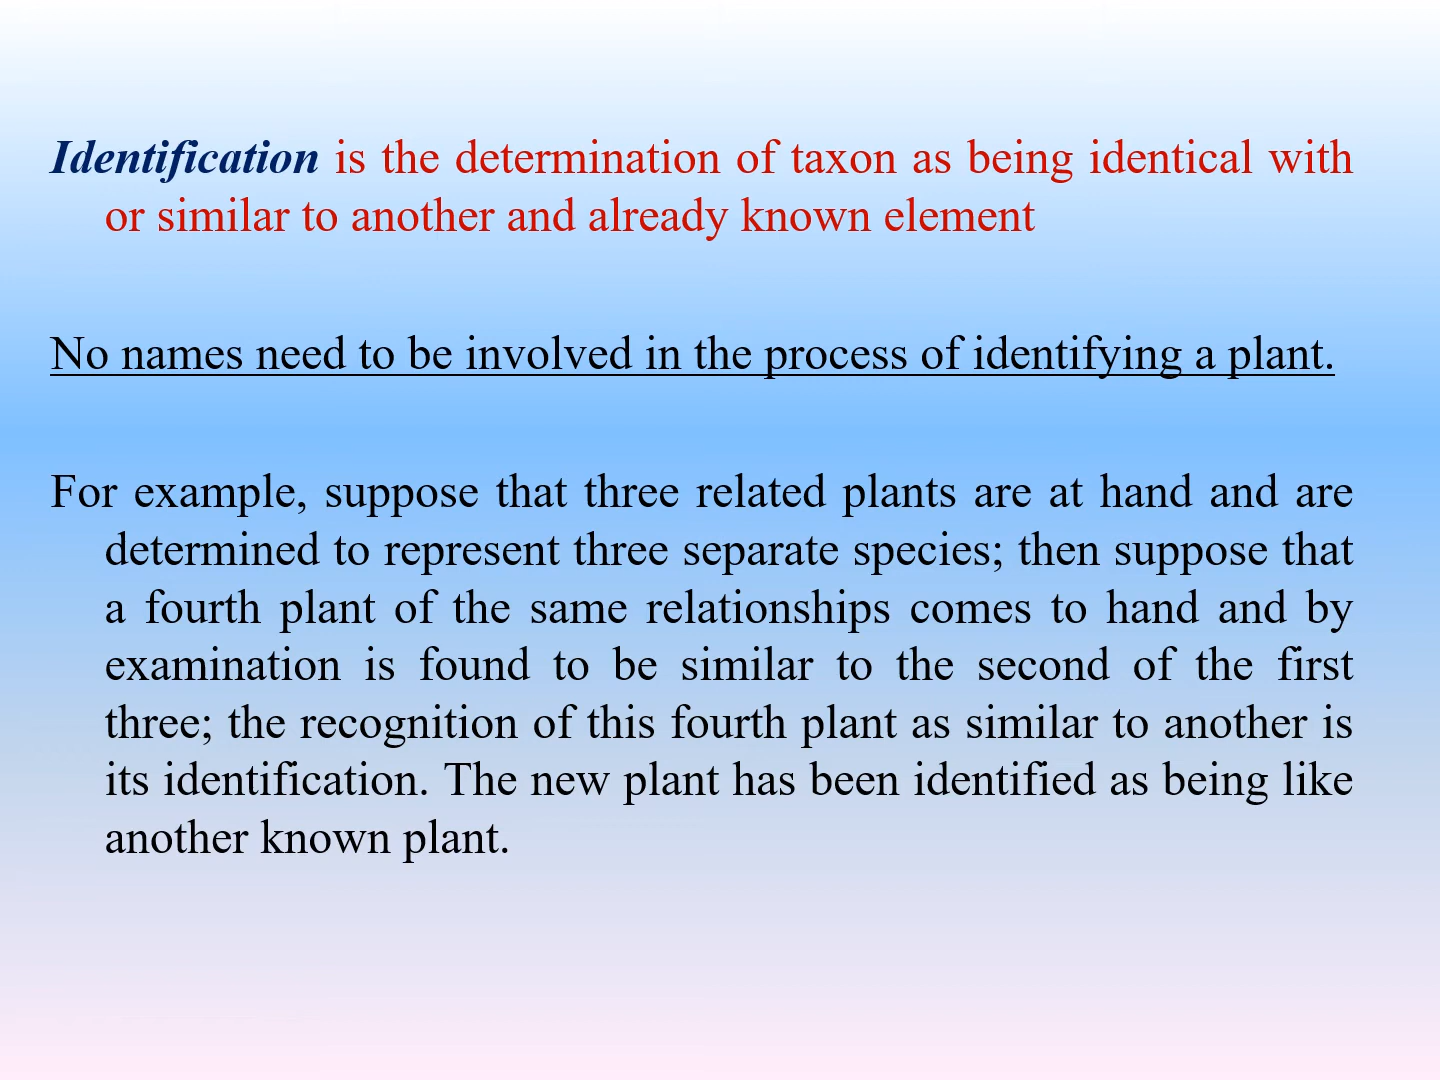 Identification is the determination of taxon as being identical with
or similar to another and already known element
No names need to be involved in the process of identifying a plant.
For example, suppose that three related plants are at hand and are
determined to represent three separate species; then suppose that
a fourth plant of the same relationships comes to hand and by
examination is found to be similar to the second of the first
three; the recognition of this fourth plant as similar to another is
its identification. The new plant has been identified as being like
another known plant.